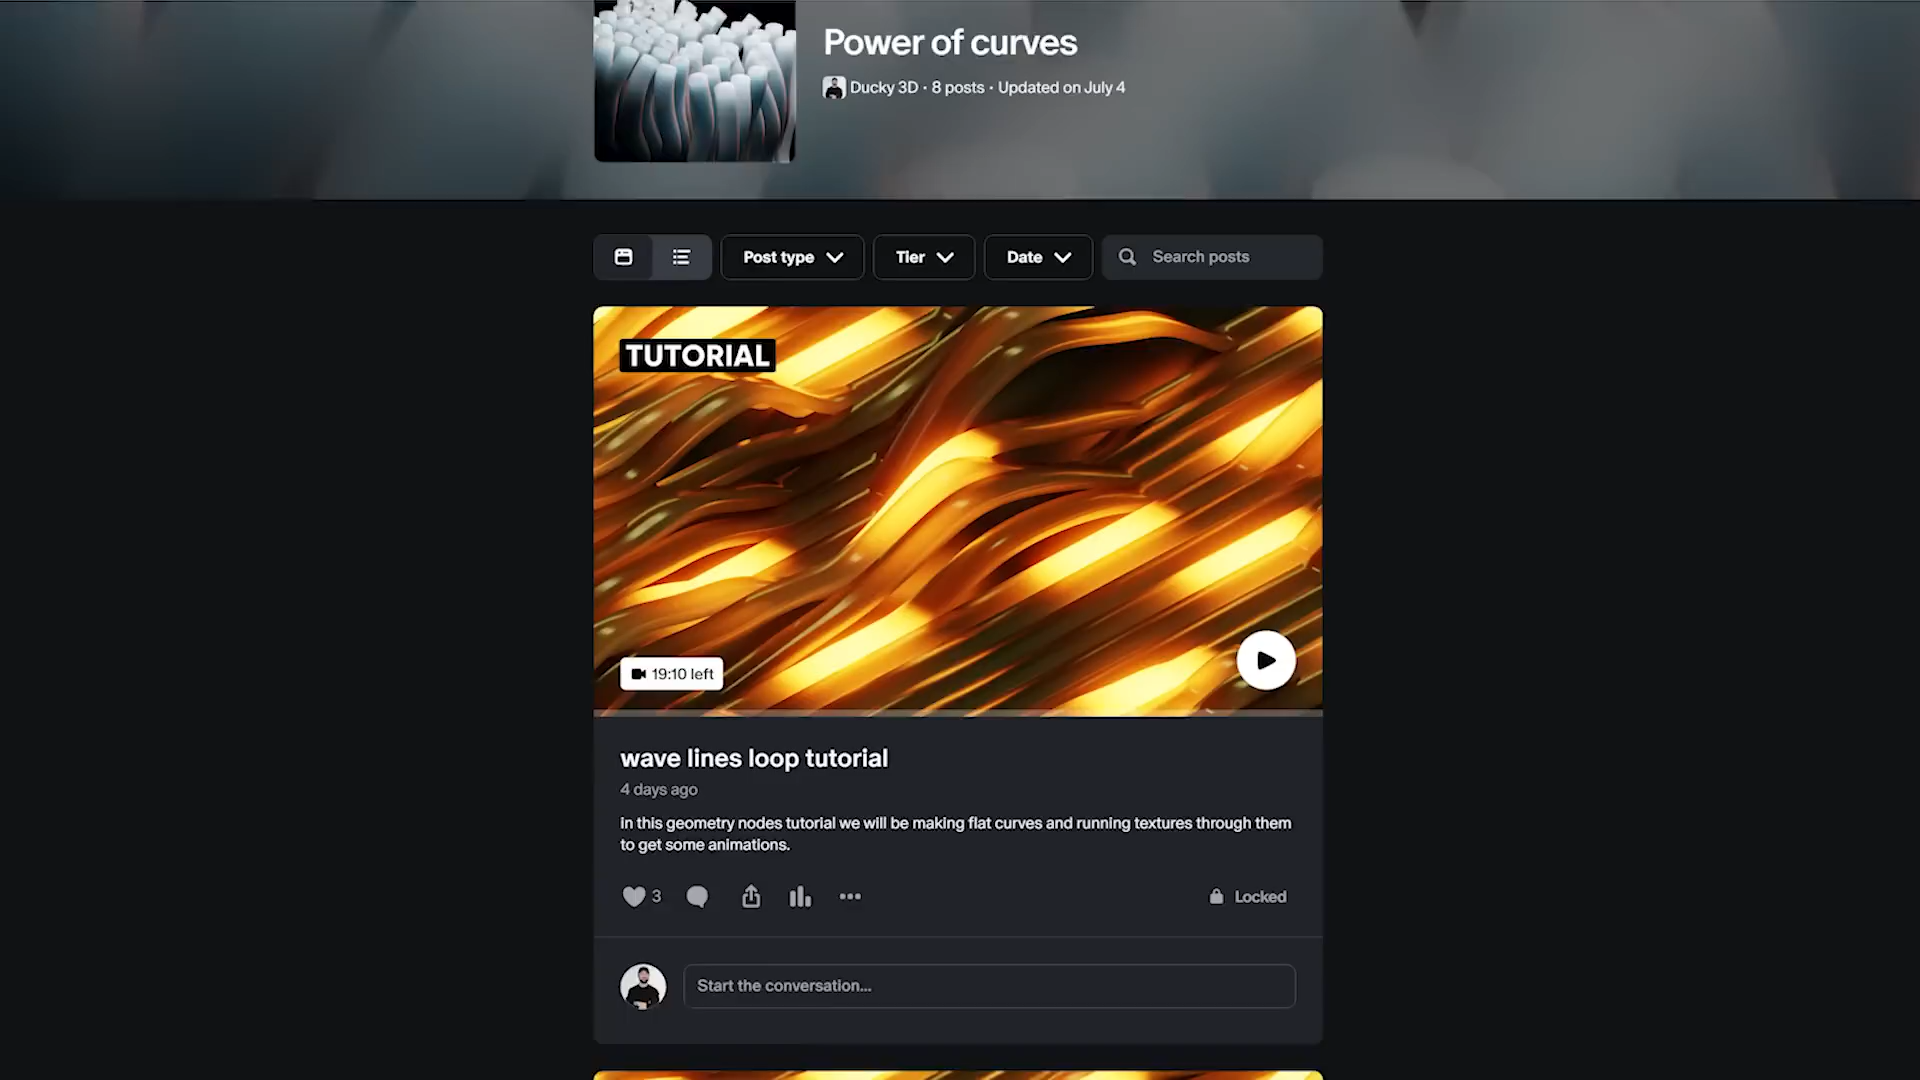 Power of curves
Ducky 3D · 8 posts · Updated on July 4
Post type
Tier
Date
Search posts
TUTORIAL
19:10 left
wave lines loop tutorial
4 days ago
In this geometry nodes tutorial we will be making flat curves and running textures through them
to get some animations.
3
Locked
Start the conversation...